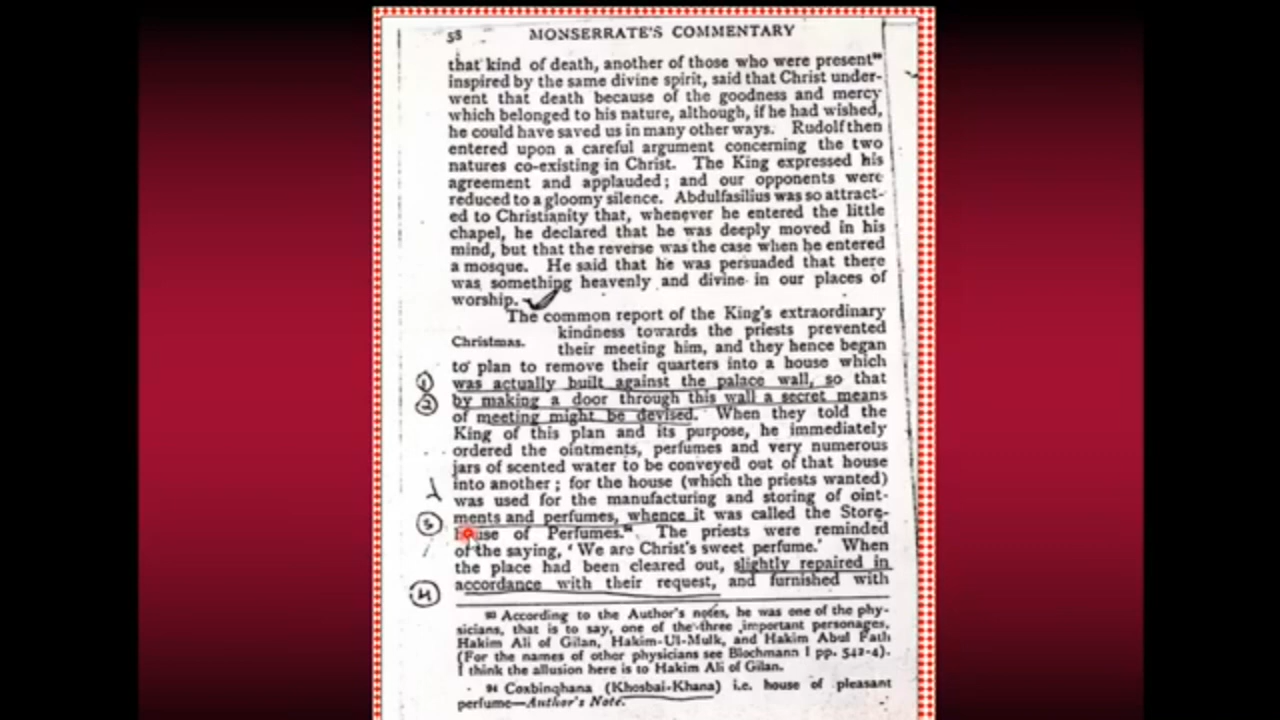 58 MONSERRATE'S COMMENTARY
that kind of death, another of those who were present⁹³
inspired by the same divine spirit, said that Christ under-
went that death because of the goodness and mercy
which belonged to his nature, although, if he had wished,
he could have saved us in many other ways. Rudolf then
entered upon a careful argument concerning the two
natures co-existing in Christ. The King expressed his
agreement and applauded; and our opponents were
reduced to a gloomy silence. Abdulfasilius was so attract-
ed to Christianity that, whenever he entered the little
chapel, he declared that he was deeply moved in his
mind, but that the reverse was the case when he entered
a mosque. He said that he was persuaded that there
was something heavenly and divine in our places of
worship.
The common report of the King's extraordinary
kindness towards the priests prevented
Christmas. their meeting him, and they hence began
to plan to remove their quarters into a house which
① was actually built against the palace wall, so that
② by making a door through this wall a secret means
of meeting might be devised. When they told the
King of this plan and its purpose, he immediately
ordered the ointments, perfumes and very numerous
jars of scented water to be conveyed out of that house
into another; for the house (which the priests wanted)
was used for the manufacturing and storing of oint-
③ ments and perfumes, whence it was called the Store-
house of Perfumes.⁹⁴ The priests were reminded
of the saying, 'We are Christ's sweet perfume.' When
the place had been cleared out, slightly repaired in
④ accordance with their request, and furnished with
93 According to the Author's notes, he was one of the phy-
sicians, that is to say, one of the three important personages,
Hakim Ali of Gilan, Hakim-Ul-Mulk, and Hakim Abul Fath
(For the names of other physicians see Blochmann I pp. 542-4).
I think the allusion here is to Hakim Ali of Gilan.
94 Coxbinqhana (Khosbai-Khana) i.e. house of pleasant
perfume—Author's Note.